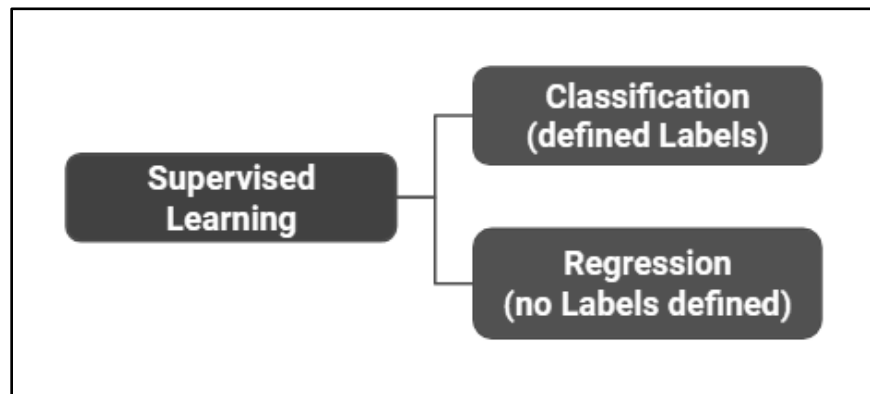 Supervised
Learning
Classification
(defined Labels)
Regression
(no Labels defined)